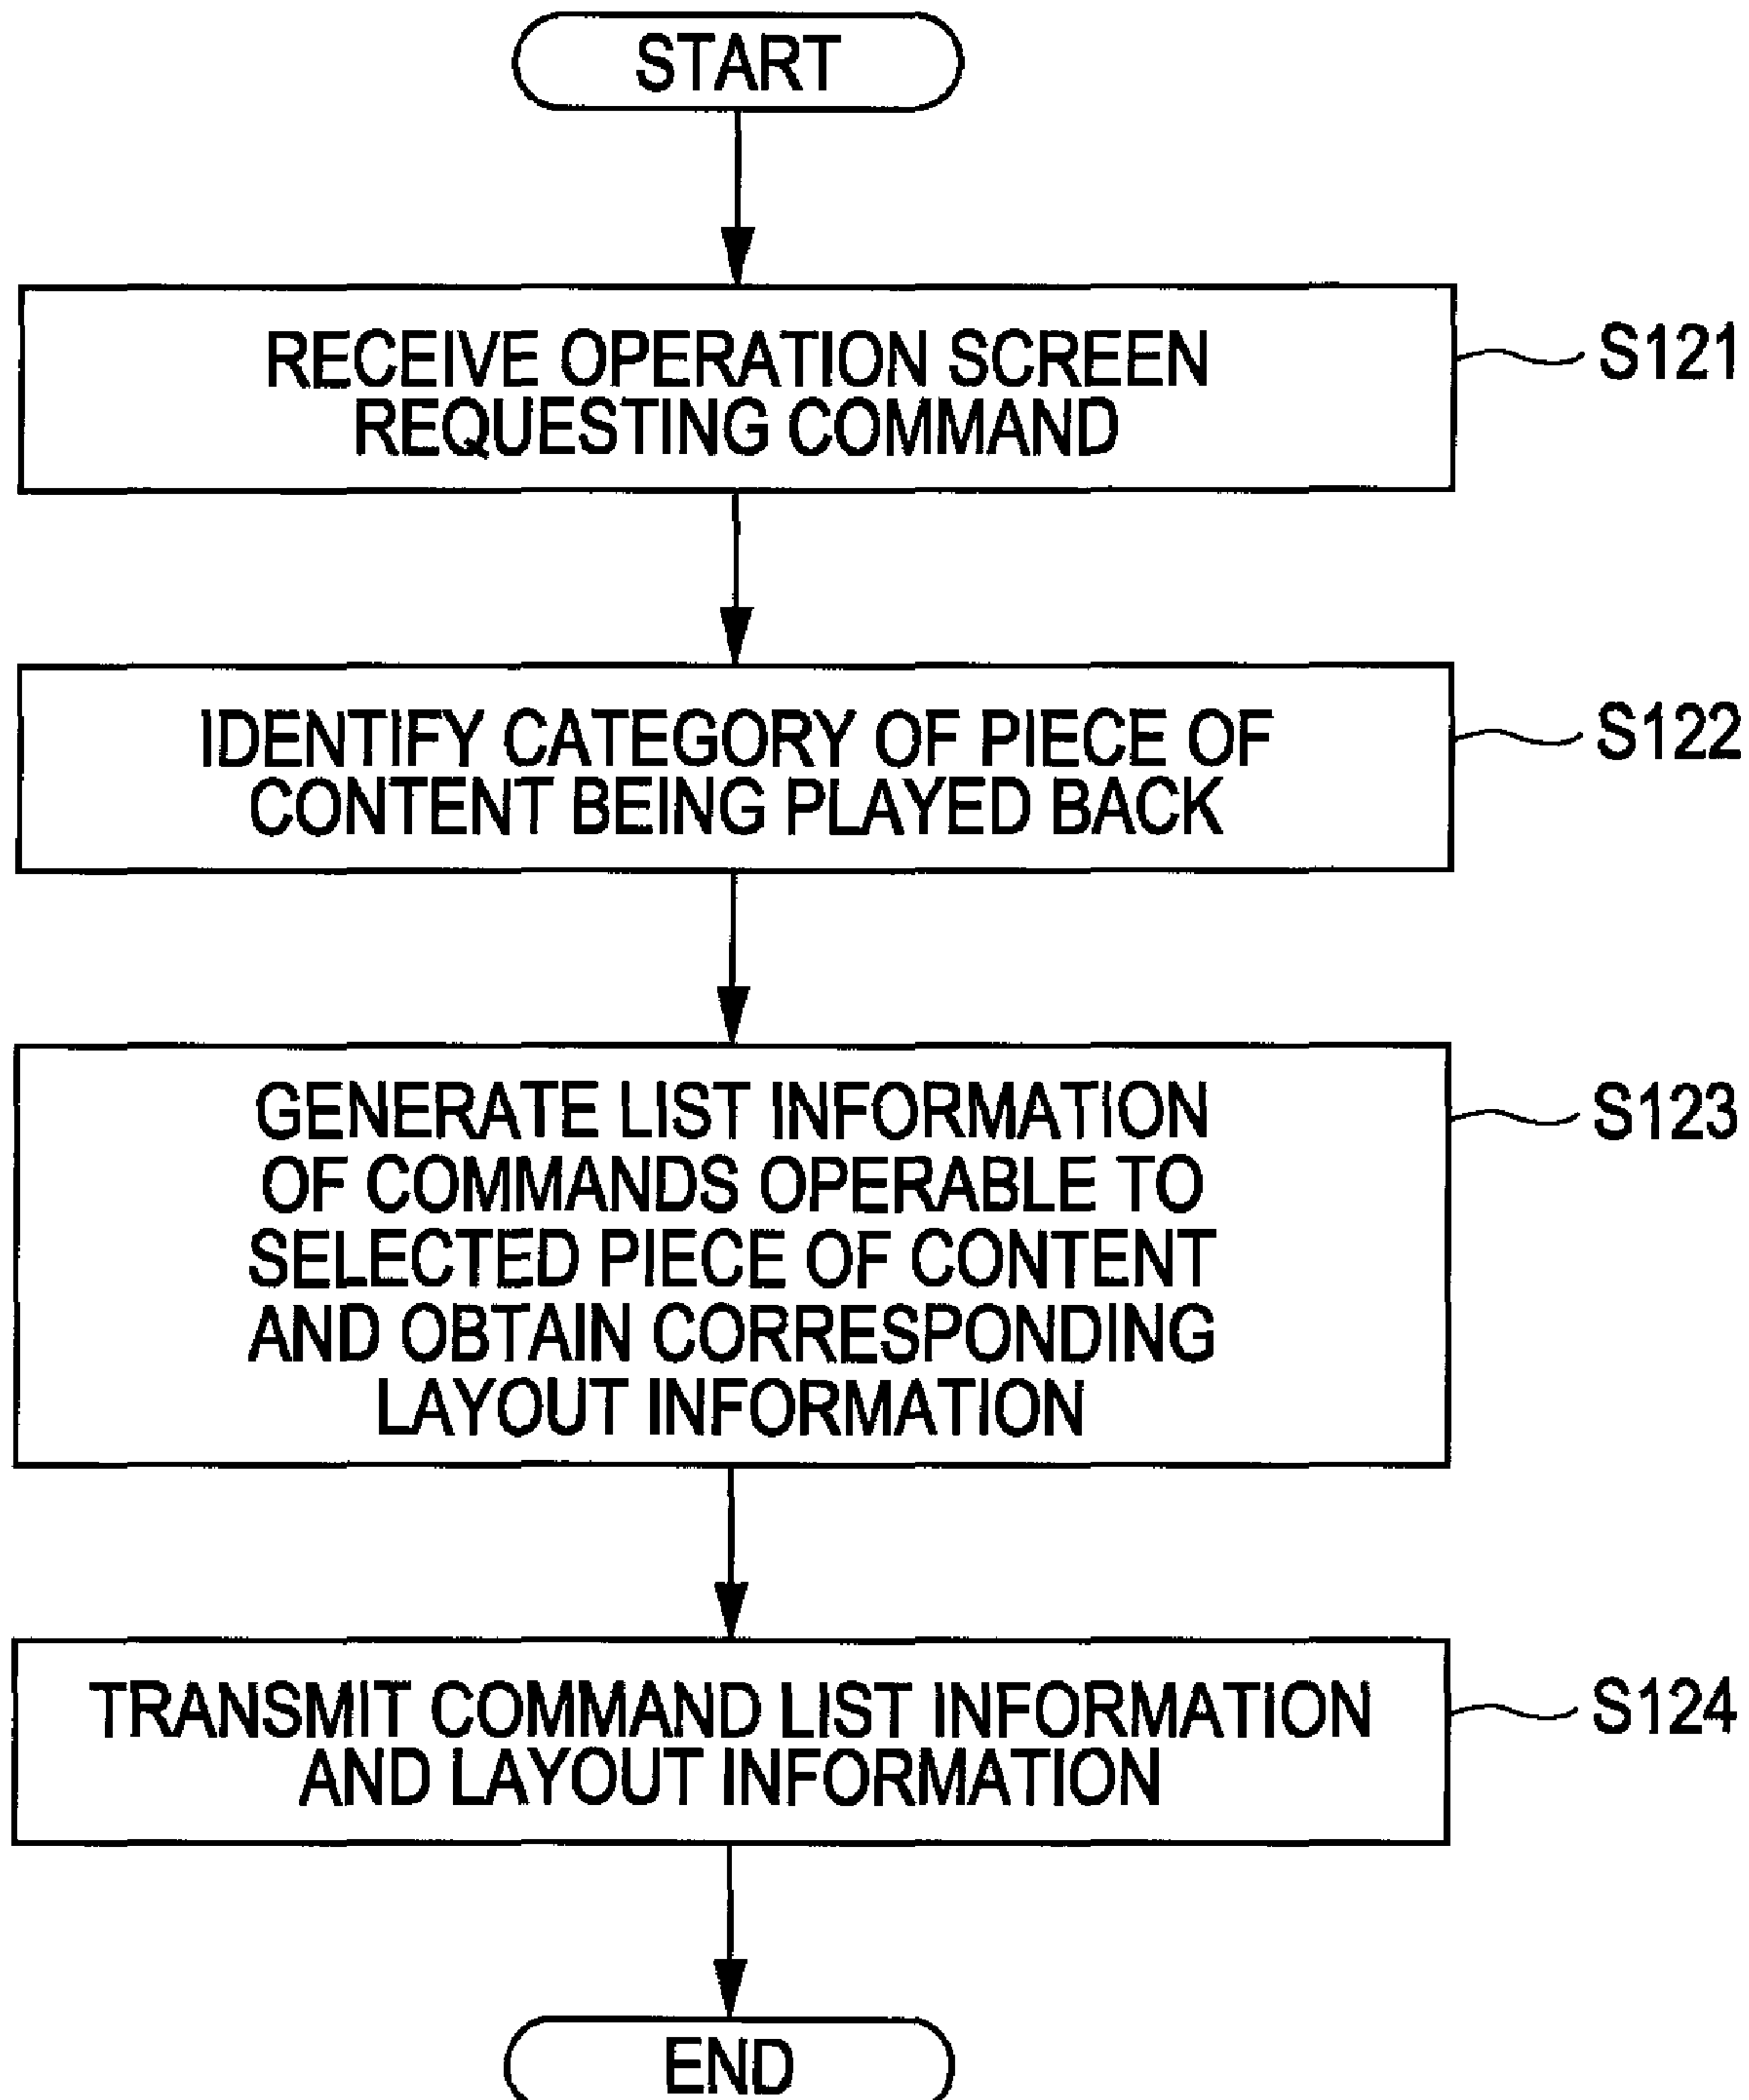 START
RECEIVE OPERATION SCREEN
REQUESTING COMMAND
S121
IDENTIFY CATEGORY OF PIECE OF
CONTENT BEING PLAYED BACK
S122
GENERATE LIST INFORMATION
OF COMMANDS OPERABLE TO
SELECTED PIECE OF CONTENT
AND OBTAIN CORRESPONDING
LAYOUT INFORMATION
S123
TRANSMIT COMMAND LIST INFORMATION
AND LAYOUT INFORMATION
S124
END